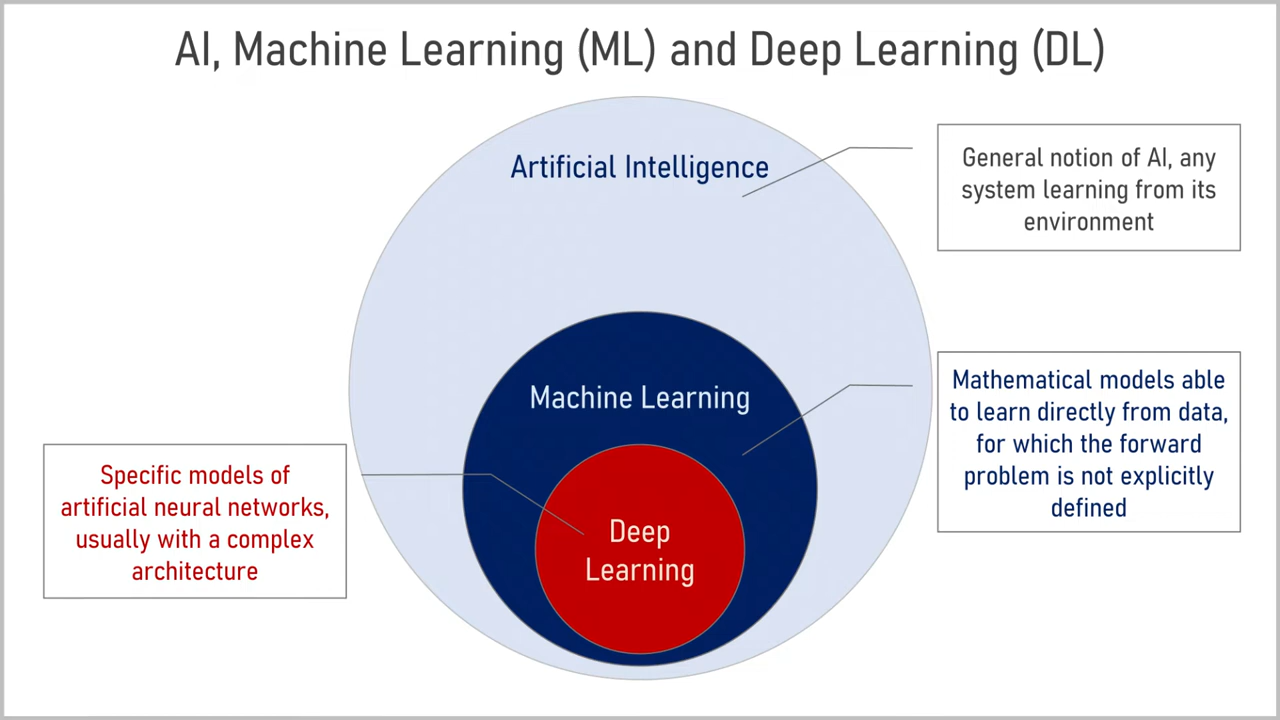 AI, Machine Learning (ML) and Deep Learning (DL)
Artificial Intelligence
General notion of AI, any
system learning from its
environment
Machine Learning
Mathematical models able
to learn directly from data,
for which the forward
problem is not explicitly
defined
Specific models of
artificial neural networks,
usually with a complex
architecture
Deep
Learning